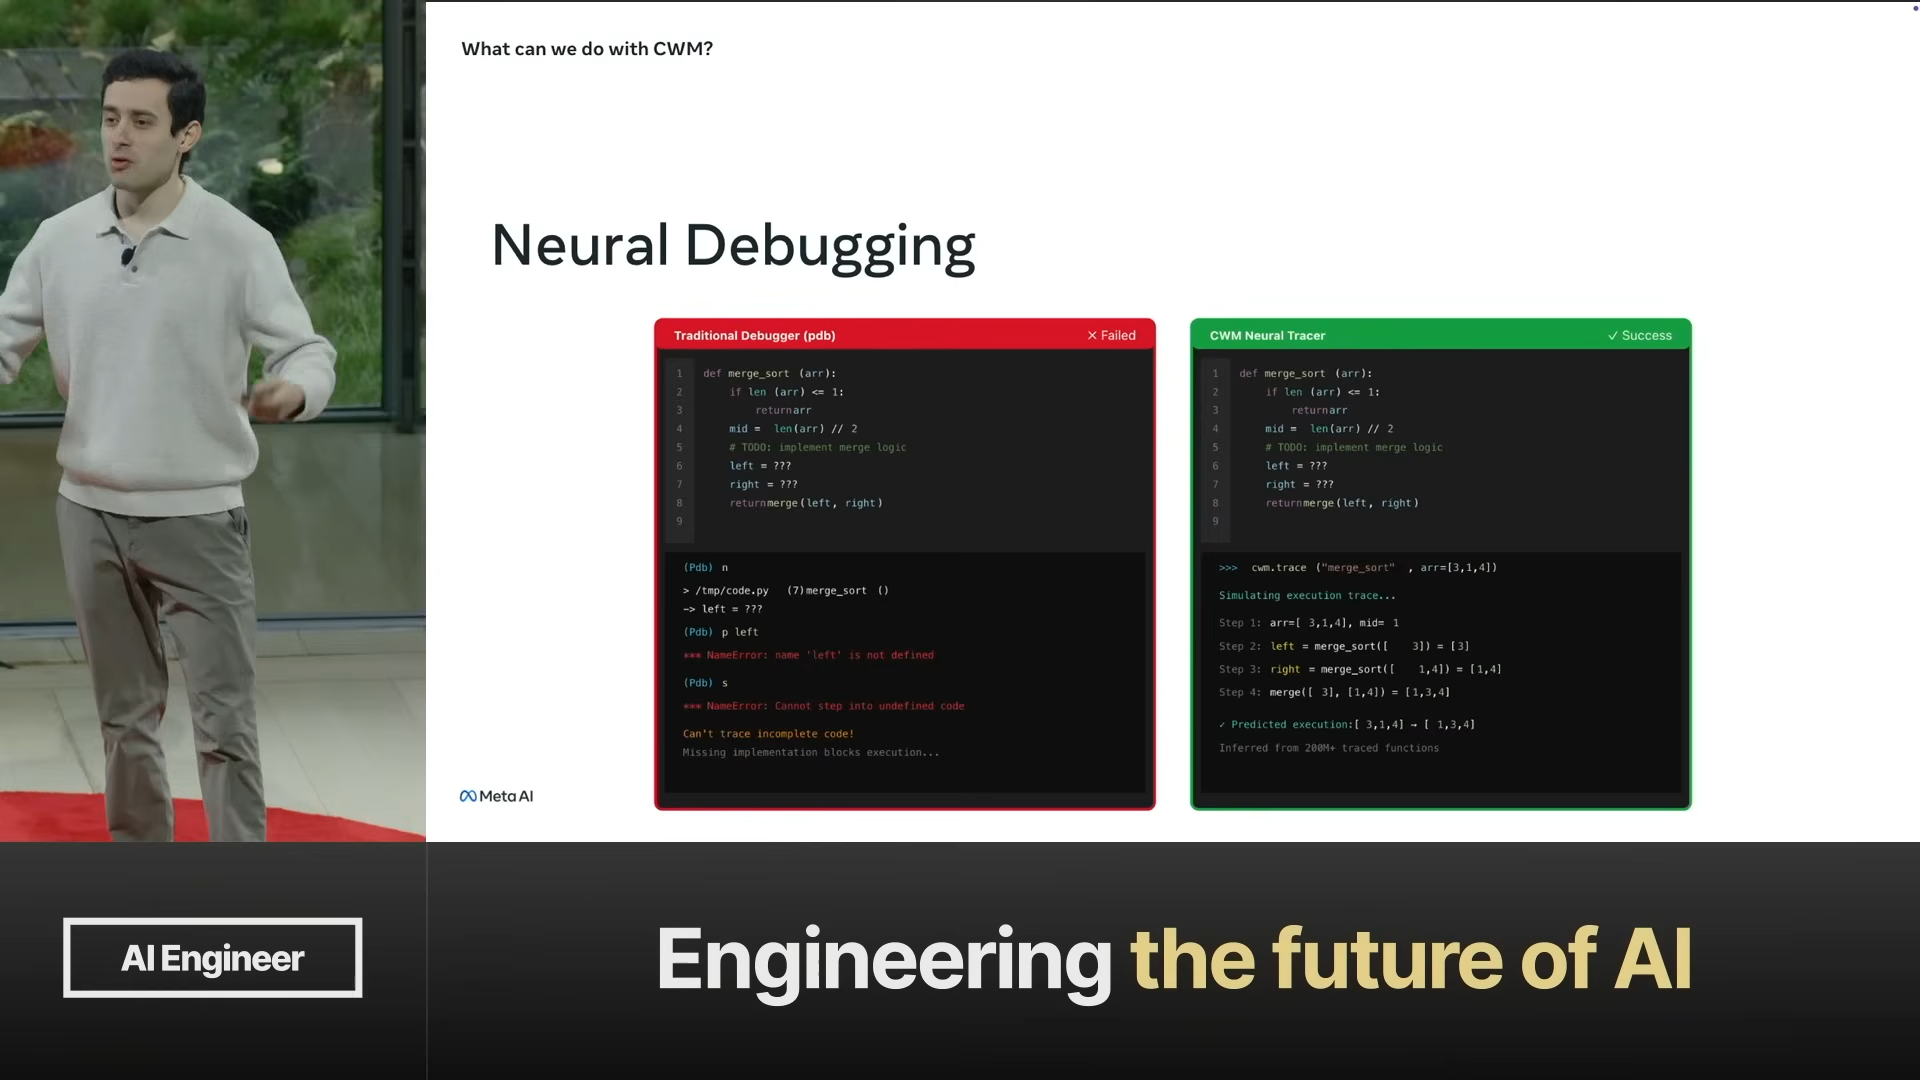 What can we do with CWM?
Neural Debugging
Traditional Debugger (pdb) × Failed
1 def merge_sort (arr):
2 if len (arr) <= 1:
3 returnarr
4 mid = len(arr) // 2
5 # TODO: implement merge logic
6 left = ???
7 right = ???
8 returnmerge(left, right)
9
(Pdb) n
> /tmp/code.py (7)merge_sort ()
-> left = ???
(Pdb) p left
*** NameError: name 'left' is not defined
(Pdb) s
*** NameError: Cannot step into undefined code
Can't trace incomplete code!
Missing implementation blocks execution...
CWM Neural Tracer ✓ Success
1 def merge_sort (arr):
2 if len (arr) <= 1:
3 returnarr
4 mid = len(arr) // 2
5 # TODO: implement merge logic
6 left = ???
7 right = ???
8 returnmerge(left, right)
9
>>> cwm.trace ("merge_sort" , arr=[3,1,4])
Simulating execution trace...
Step 1: arr=[ 3,1,4], mid= 1
Step 2: left = merge_sort([ 3]) = [3]
Step 3: right = merge_sort([ 1,4]) = [1,4]
Step 4: merge([ 3], [1,4]) = [1,3,4]
✓ Predicted execution:[ 3,1,4] → [ 1,3,4]
Inferred from 200M+ traced functions
Meta AI
AI Engineer
Engineering the future of AI